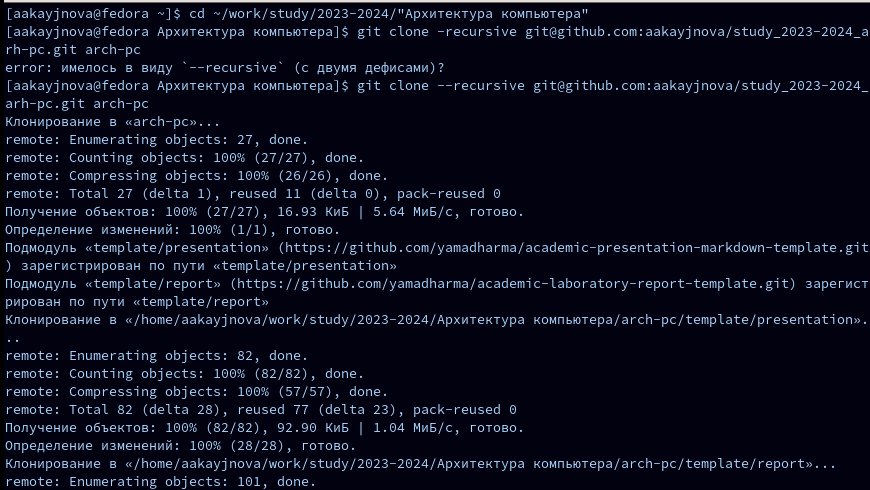 [aakayjnova@fedora ~]$ cd ~/work/study/2023-2024/"Архитектура компьютера"
[aakayjnova@fedora Архитектура компьютера]$ git clone -recursive git@github.com:aakayjnova/study_2023-2024_a
rh-pc.git arch-pc
error: имелось в виду `--recursive` (с двумя дефисами)?
[aakayjnova@fedora Архитектура компьютера]$ git clone --recursive git@github.com:aakayjnova/study_2023-2024_
arh-pc.git arch-pc
Клонирование в «arch-pc»...
remote: Enumerating objects: 27, done.
remote: Counting objects: 100% (27/27), done.
remote: Compressing objects: 100% (26/26), done.
remote: Total 27 (delta 1), reused 11 (delta 0), pack-reused 0
Получение объектов: 100% (27/27), 16.93 КиБ | 5.64 МиБ/с, готово.
Определение изменений: 100% (1/1), готово.
Подмодуль «template/presentation» (https://github.com/yamadharma/academic-presentation-markdown-template.git
) зарегистрирован по пути «template/presentation»
Подмодуль «template/report» (https://github.com/yamadharma/academic-laboratory-report-template.git) зарегист
рирован по пути «template/report»
Клонирование в «/home/aakayjnova/work/study/2023-2024/Архитектура компьютера/arch-pc/template/presentation».
..
remote: Enumerating objects: 82, done.
remote: Counting objects: 100% (82/82), done.
remote: Compressing objects: 100% (57/57), done.
remote: Total 82 (delta 28), reused 77 (delta 23), pack-reused 0
Получение объектов: 100% (82/82), 92.90 КиБ | 1.04 МиБ/с, готово.
Определение изменений: 100% (28/28), готово.
Клонирование в «/home/aakayjnova/work/study/2023-2024/Архитектура компьютера/arch-pc/template/report»...
remote: Enumerating objects: 101, done.